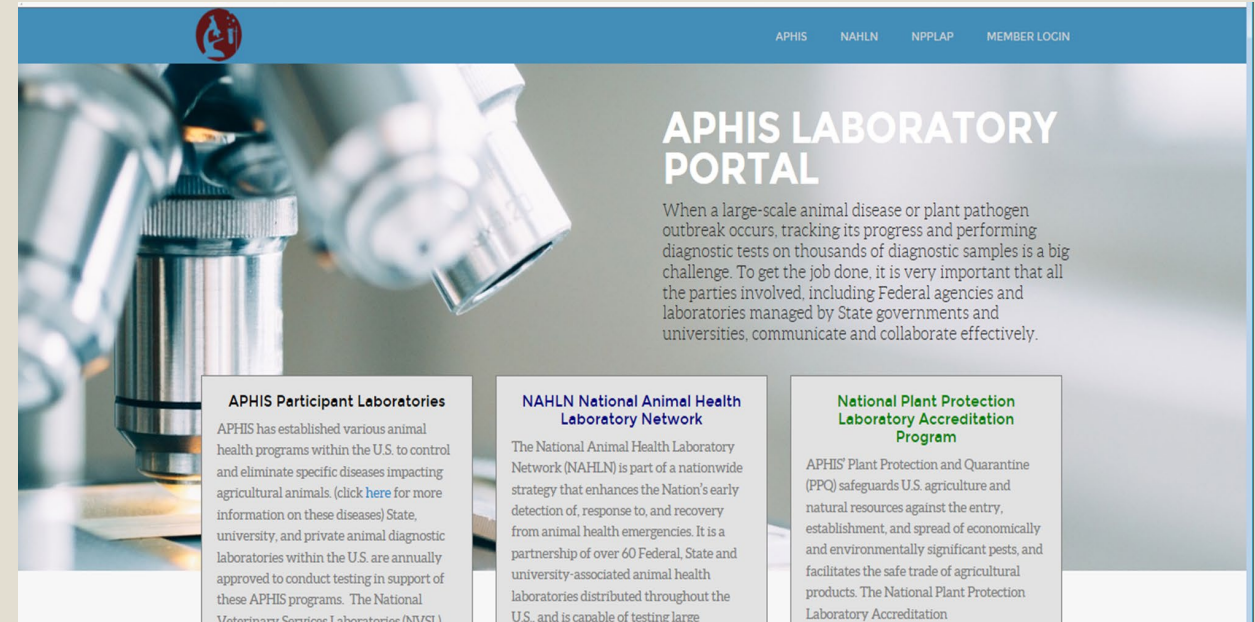 APHIS NAHLN NPPLAP MEMBER LOGIN
APHIS LABORATORY
PORTAL
When a large-scale animal disease or plant pathogen
outbreak occurs, tracking its progress and performing
diagnostic tests on thousands of diagnostic samples is a big
challenge. To get the job done, it is very important that all
the parties involved, including Federal agencies and
laboratories managed by State governments and
universities, communicate and collaborate effectively.
APHIS Participant Laboratories
APHIS has established various animal
health programs within the U.S. to control
and eliminate specific diseases impacting
agricultural animals. (click here for more
information on these diseases) State,
university, and private animal diagnostic
laboratories within the U.S. are annually
approved to conduct testing in support of
these APHIS programs. The National
Veterinary Services Laboratories (NVSL)
NAHLN National Animal Health
Laboratory Network
The National Animal Health Laboratory
Network (NAHLN) is part of a nationwide
strategy that enhances the Nation's early
detection of, response to, and recovery
from animal health emergencies. It is a
partnership of over 60 Federal, State and
university-associated animal health
laboratories distributed throughout the
U.S., and is capable of testing large
National Plant Protection
Laboratory Accreditation
Program
APHIS' Plant Protection and Quarantine
(PPQ) safeguards U.S. agriculture and
natural resources against the entry,
establishment, and spread of economically
and environmentally significant pests, and
facilitates the safe trade of agricultural
products. The National Plant Protection
Laboratory Accreditation